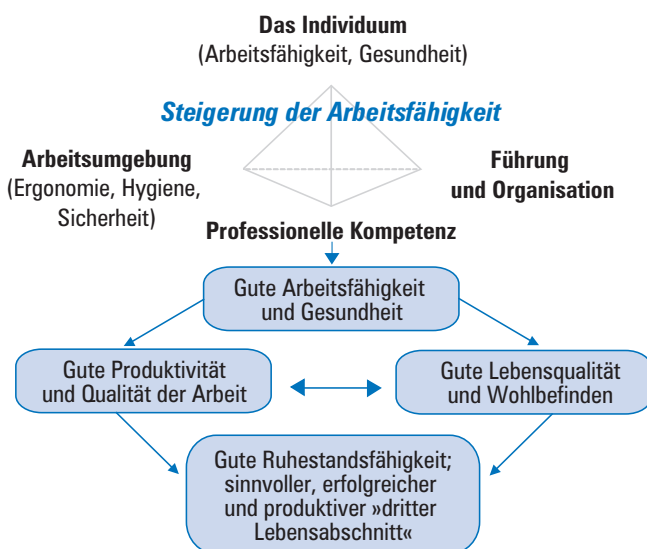 Das Individuum
(Arbeitsfähigkeit, Gesundheit)
Steigerung der Arbeitsfähigkeit
Arbeitsumgebung
(Ergonomie, Hygiene,
Sicherheit)
Führung
und Organisation
Professionelle Kompetenz
Gute Arbeitsfähigkeit
und Gesundheit
Gute Produktivität
und Qualität der Arbeit
Gute Lebensqualität
und Wohlbefinden
Gute Ruhestandsfähigkeit;
sinnvoller, erfolgreicher
und produktiver »dritter
Lebensabschnitt«